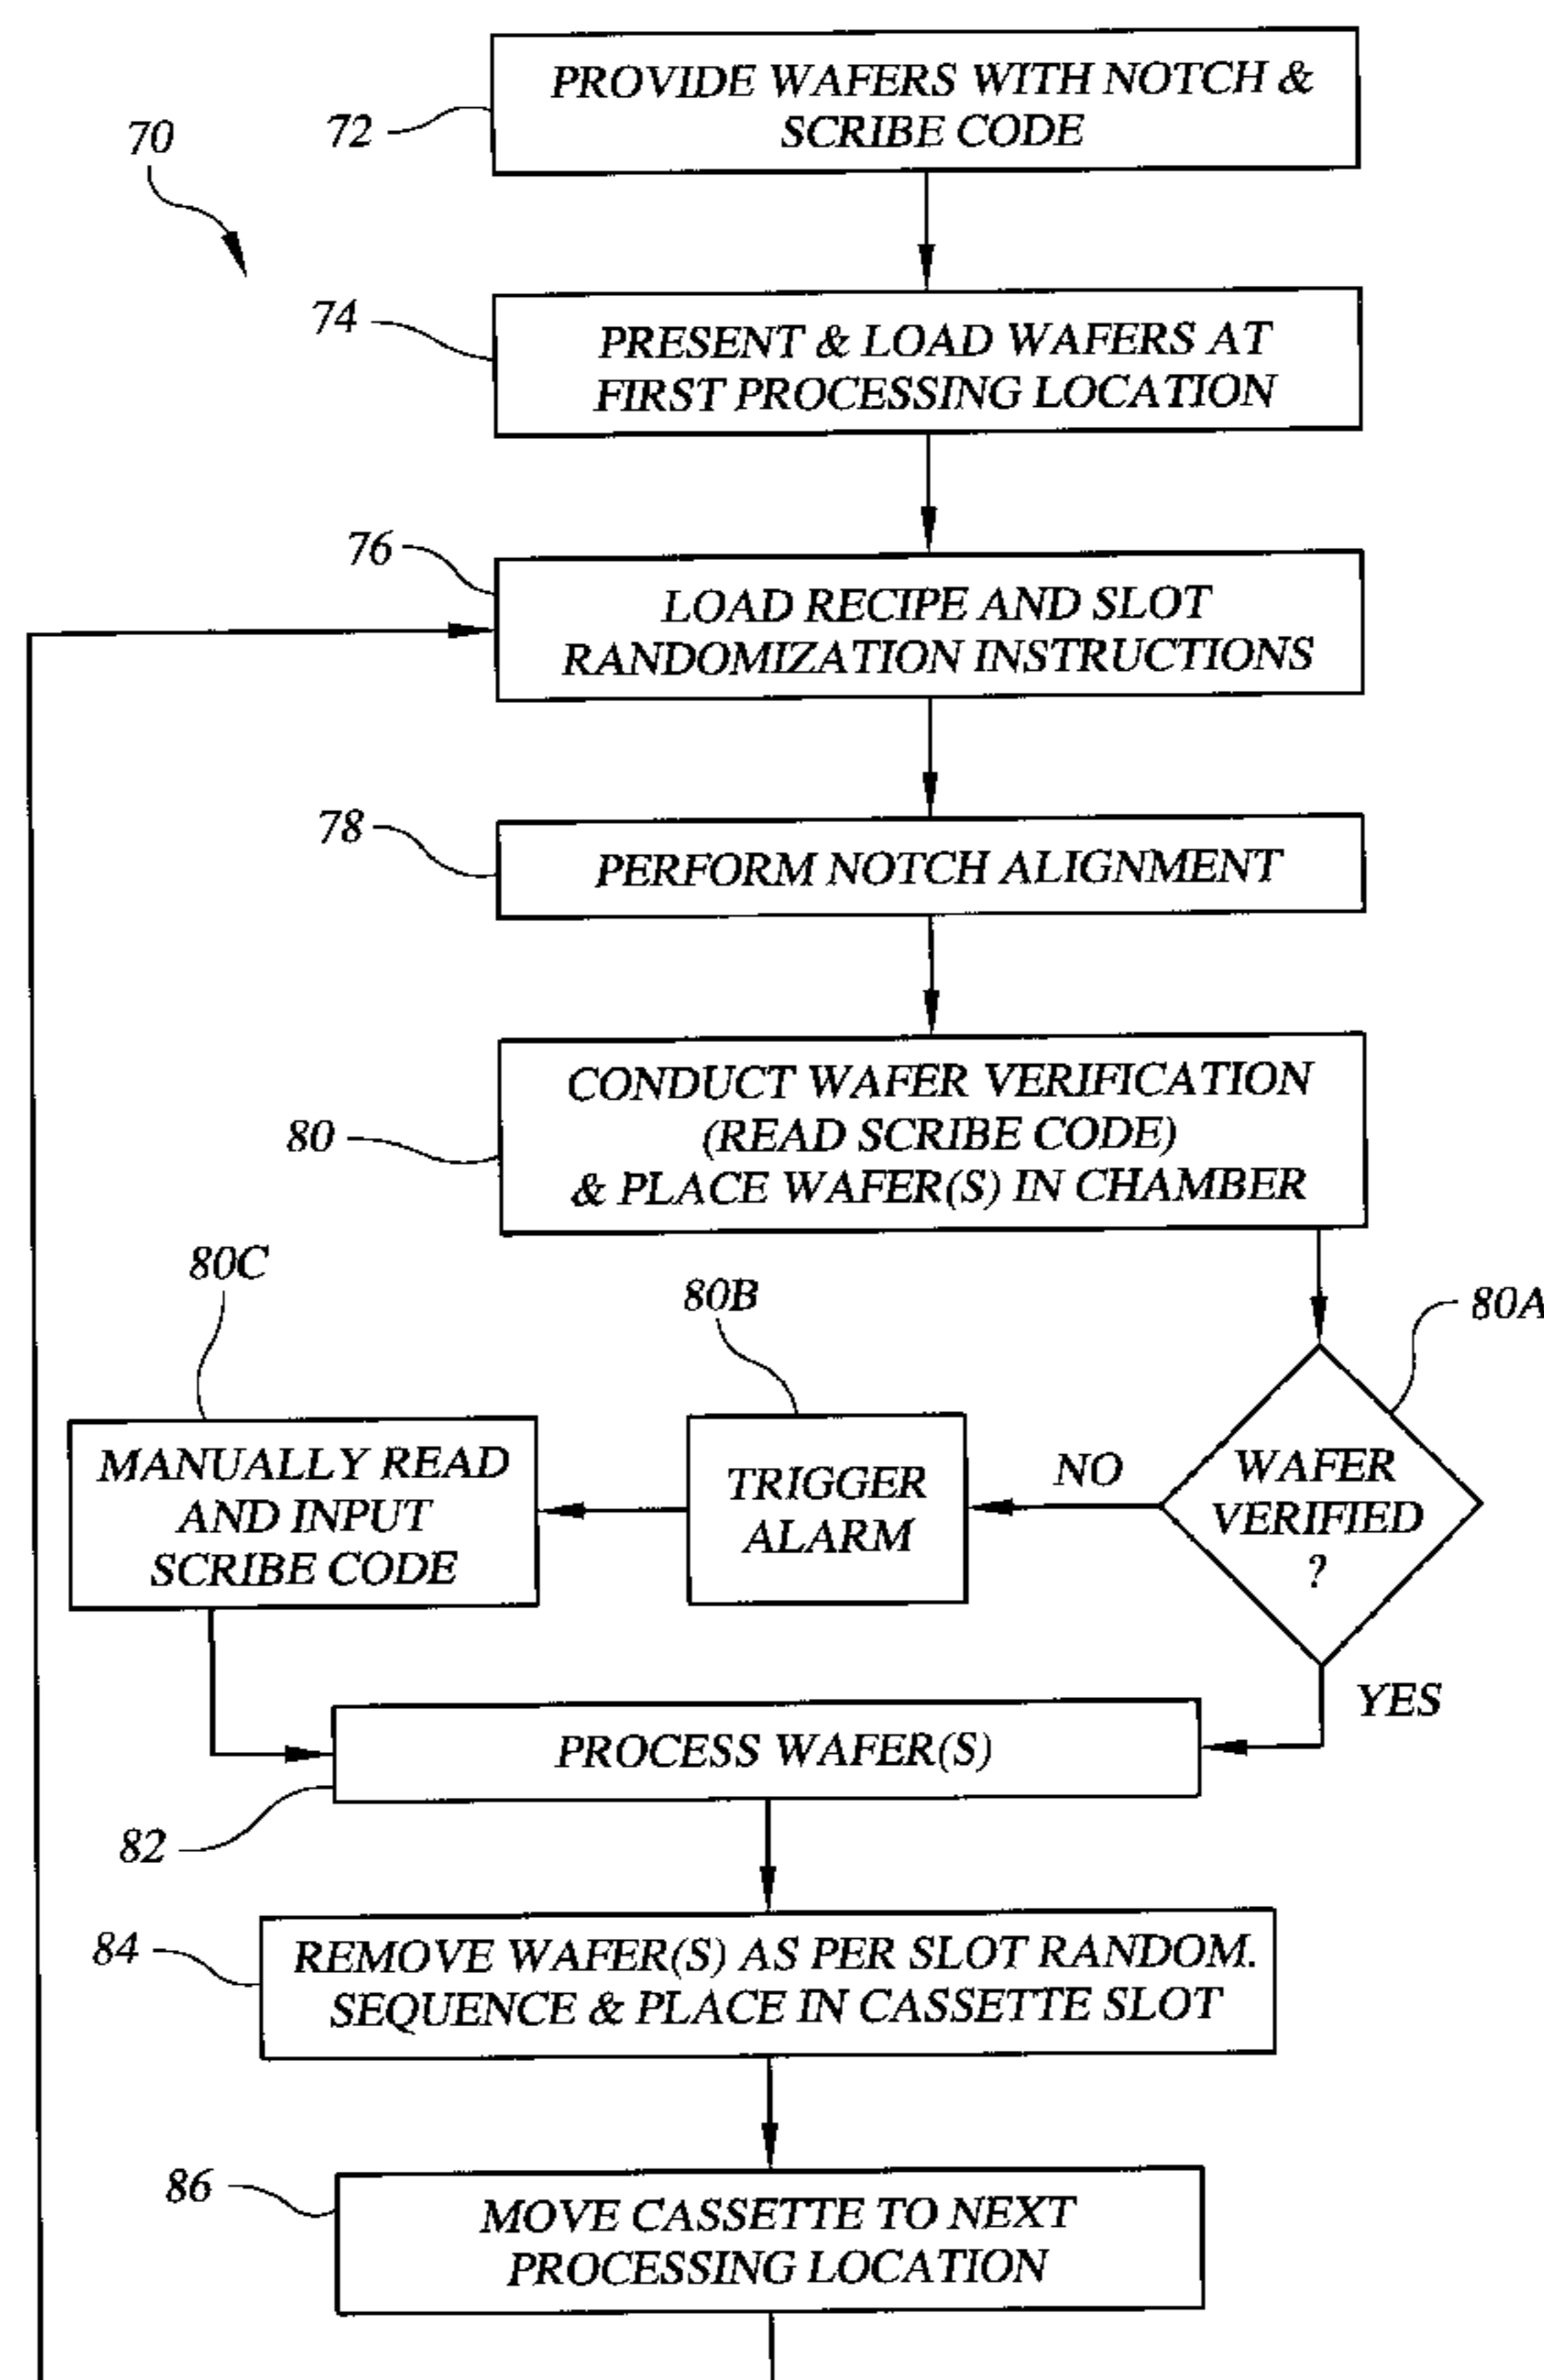 PROVIDE WAFERS WITH NOTCH &
SCRIBE CODE
72
70
74
PRESENT & LOAD WAFERS AT
FIRST PROCESSING LOCATION
76
LOAD RECIPE AND SLOT
RANDOMIZATION INSTRUCTIONS
78
PERFORM NOTCH ALIGNMENT
80
CONDUCT WAFER VERIFICATION
(READ SCRIBE CODE)
& PLACE WAFER(S) IN CHAMBER
80C
80B
80A
MANUALLY READ
AND INPUT
SCRIBE CODE
TRIGGER
ALARM
NO
WAFER
VERIFIED
?
YES
PROCESS WAFER(S)
82
84
REMOVE WAFER(S) AS PER SLOT RANDOM.
SEQUENCE & PLACE IN CASSETTE SLOT
86
MOVE CASSETTE TO NEXT
PROCESSING LOCATION